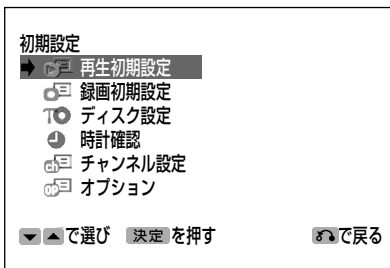 初期設定
再生初期設定
録画初期設定
ディスク設定
時計確認
チャンネル設定
オプション
で選び 決定 を押す で戻る